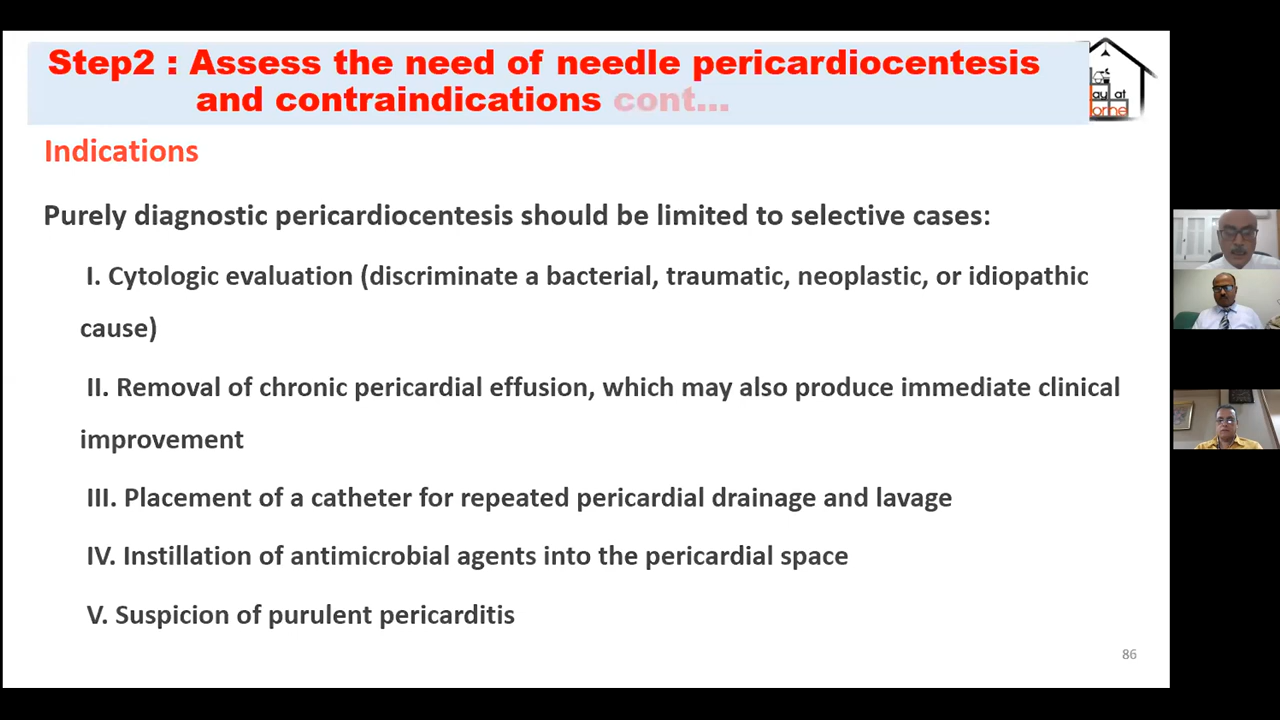 Step2 : Assess the need of needle pericardiocentesis
and contraindications cont...
ay at
ome
Indications
Purely diagnostic pericardiocentesis should be limited to selective cases:
I. Cytologic evaluation (discriminate a bacterial, traumatic, neoplastic, or idiopathic
cause)
II. Removal of chronic pericardial effusion, which may also produce immediate clinical
improvement
III. Placement of a catheter for repeated pericardial drainage and lavage
IV. Instillation of antimicrobial agents into the pericardial space
V. Suspicion of purulent pericarditis
86